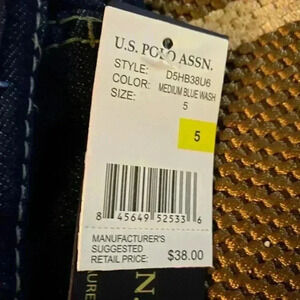 U.S. POLO ASSN.
STYLE: D5HB38U6
COLOR: MEDIUM BLUE WASH
SIZE: 5
5
8 45649 52533 6
MANUFACTURER'S
SUGGESTED
RETAIL PRICE: $38.00